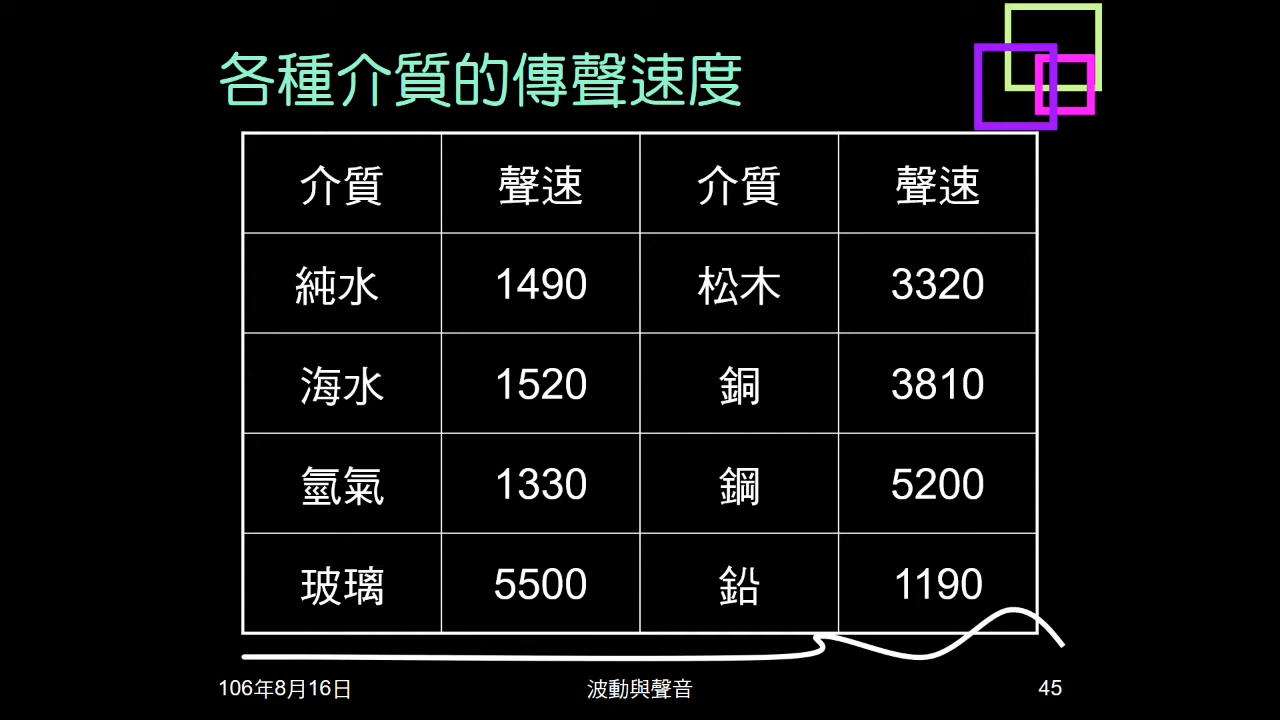 各種介質的傳聲速度
介質 聲速 介質 聲速
純水 1490 松木 3320
海水 1520 銅 3810
氫氣 1330 鋼 5200
玻璃 5500 鉛 1190
106年8月16日 波動與聲音 45